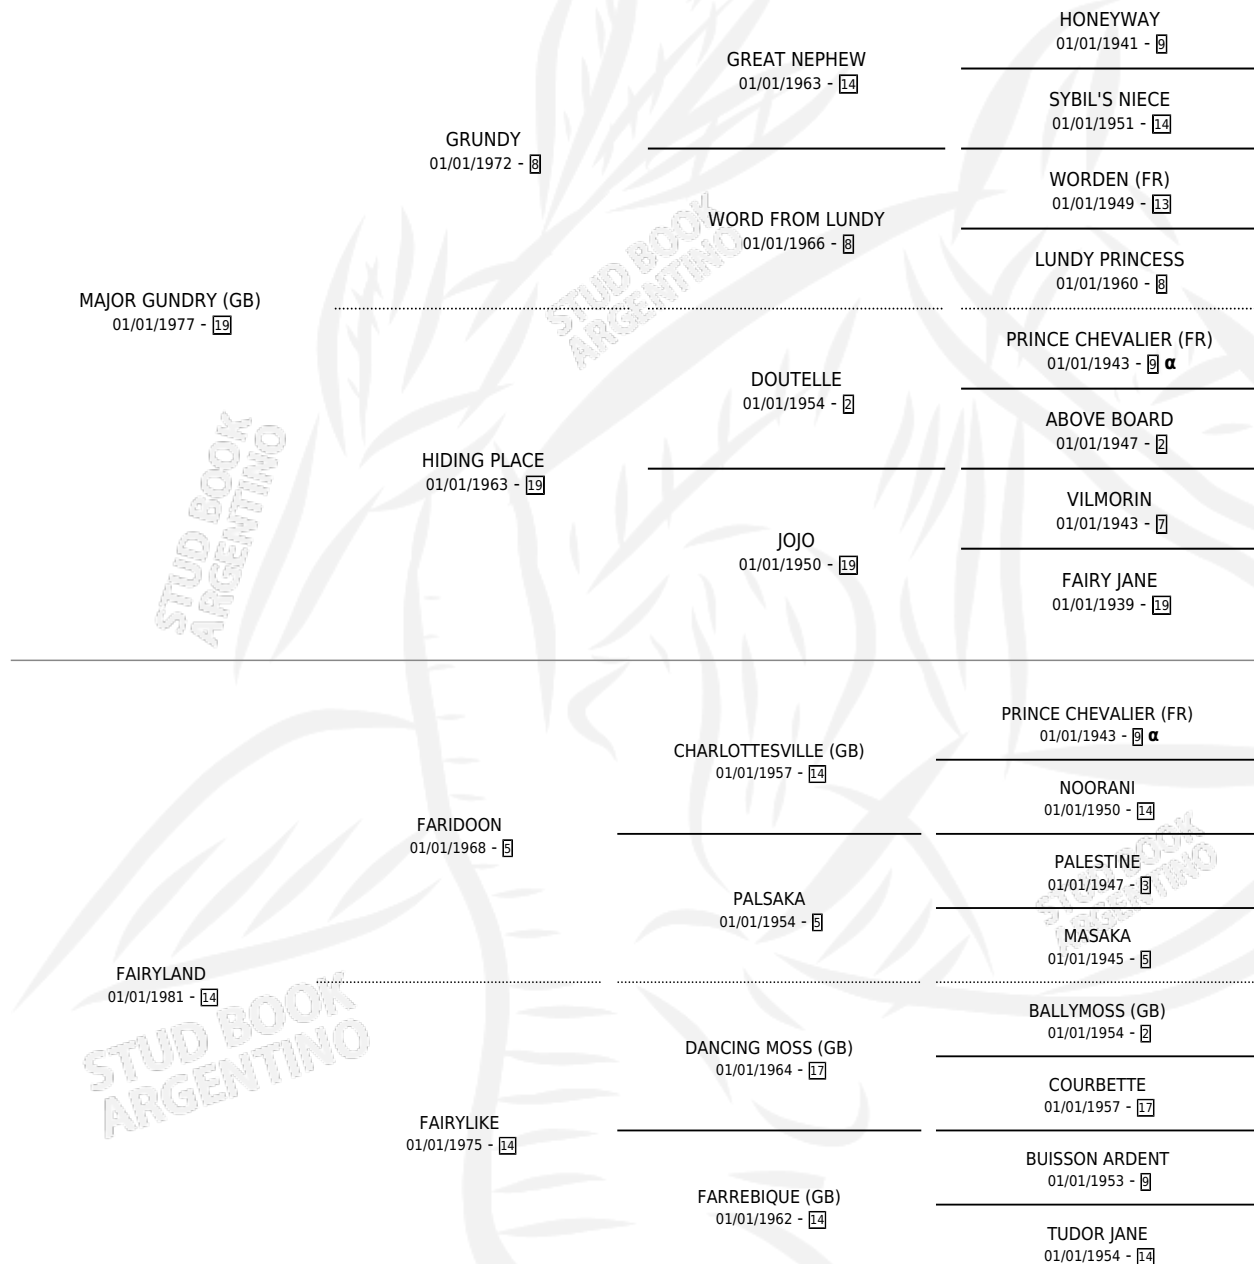 HONEYWAY
01/01/1941 - 9
GREAT NEPHEW
01/01/1963 - 14
SYBIL'S NIECE
01/01/1951 - 14
GRUNDY
01/01/1972 - 8
WORDEN (FR)
01/01/1949 - 13
WORD FROM LUNDY
01/01/1966 - 8
LUNDY PRINCESS
01/01/1960 - 8
MAJOR GUNDRY (GB)
01/01/1977 - 19
PRINCE CHEVALIER (FR)
01/01/1943 - 9 α
DOUTELLE
01/01/1954 - 2
ABOVE BOARD
01/01/1947 - 2
HIDING PLACE
01/01/1963 - 19
VILMORIN
01/01/1943 - 7
JOJO
01/01/1950 - 19
FAIRY JANE
01/01/1939 - 19
PRINCE CHEVALIER (FR)
01/01/1943 - 9 α
CHARLOTTESVILLE (GB)
01/01/1957 - 14
NOORANI
01/01/1950 - 14
FARIDOON
01/01/1968 - 5
PALESTINE
01/01/1947 - 3
PALSAKA
01/01/1954 - 5
MASAKA
01/01/1945 - 5
FAIRYLAND
01/01/1981 - 14
BALLYMOSS (GB)
01/01/1954 - 2
DANCING MOSS (GB)
01/01/1964 - 17
COURBETTE
01/01/1957 - 17
FAIRYLIKE
01/01/1975 - 14
BUISSON ARDENT
01/01/1953 - 9
FARREBIQUE (GB)
01/01/1962 - 14
TUDOR JANE
01/01/1954 - 14
STUD BOOK
ARGENTINO
STUD BOOK
ARGENTINO
STUD BOOK
ARGENTINO
STUD BOOK
ARGENTINO